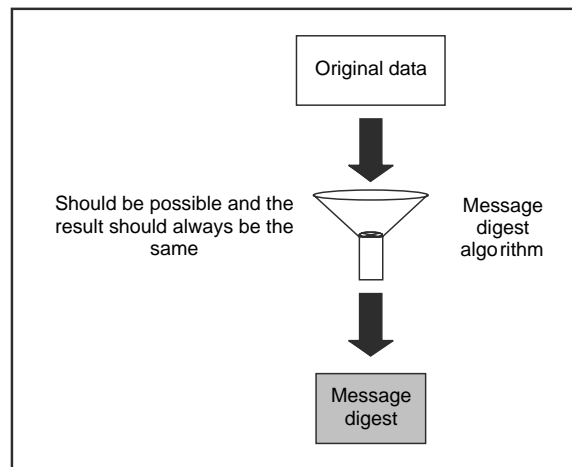 Original data
Should be possible and the
result should always be the
same
Message
digest
algorithm
Message
digest